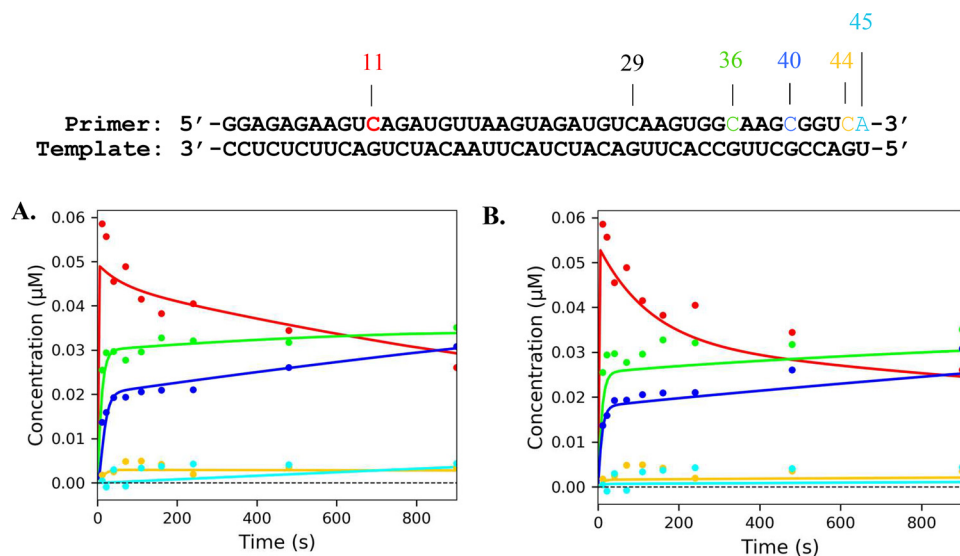 45
11 29 36 40 44
Primer: 5’-GGAGAGAAGUCAGAUGUUAAGUAGAUGUCAAGUGGCAAGCGGUCA-3’
Template: 3’-CCUCUCUUCAGUCUACAAUUCAUCUACAGUUCACCGUUCGCCAGU-5’
A.
Concentration (μM)
0.06
0.05
0.04
0.03
0.02
0.01
0.00
0 200 400 600 800
Time (s)
B.
Concentration (μM)
0.06
0.05
0.04
0.03
0.02
0.01
0.00
0 200 400 600 800
Time (s)